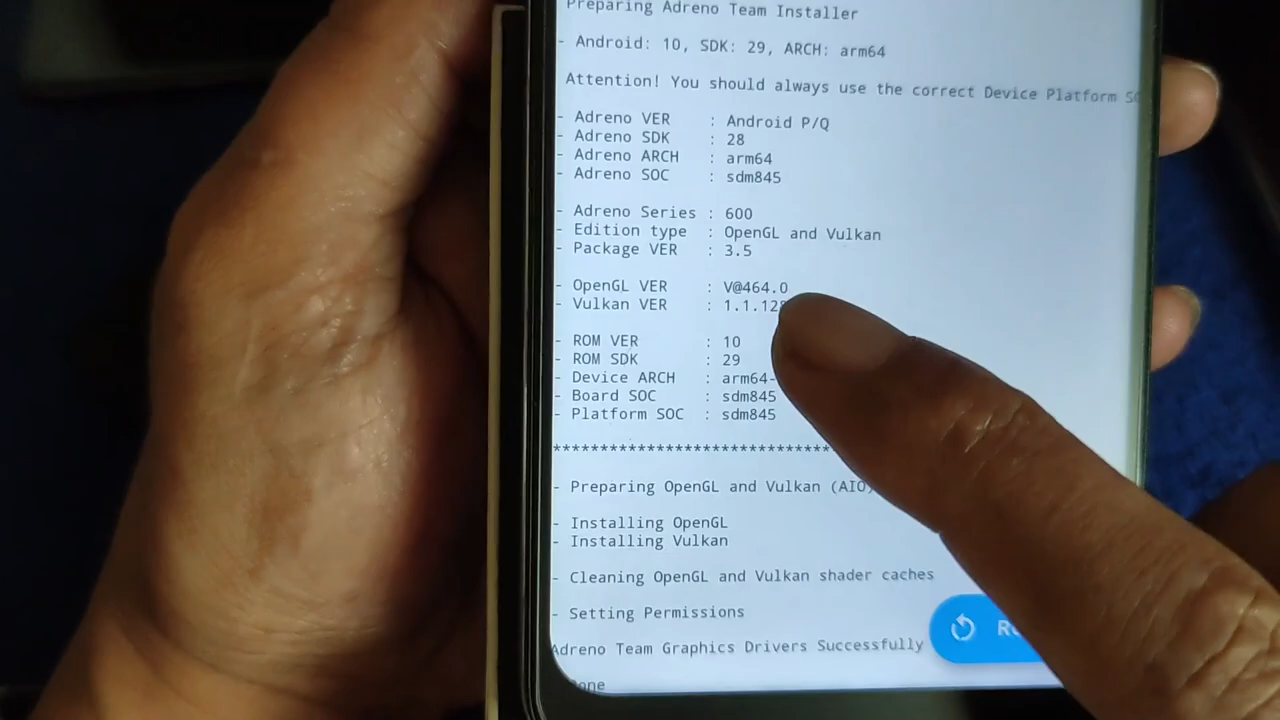 Preparing Adreno Team Installer
- Android: 10, SDK: 29, ARCH: arm64
Attention! You should always use the correct Device Platform
- Adreno VER : Android P/Q
- Adreno SDK : 28
- Adreno ARCH : arm64
- Adreno SOC : sdm845
- Adreno Series : 600
- Edition type : OpenGL and Vulkan
- Package VER : 3.5
- OpenGL VER : V@464.0
- Vulkan VER : 1.1.12
- ROM VER : 10
- ROM SDK : 29
- Device ARCH : arm64-
- Board SOC : sdm845
- Platform SOC : sdm845
******************************
- Preparing OpenGL and Vulkan (AIO)
- Installing OpenGL
- Installing Vulkan
- Cleaning OpenGL and Vulkan shader caches
- Setting Permissions
Adreno Team Graphics Drivers Successfully